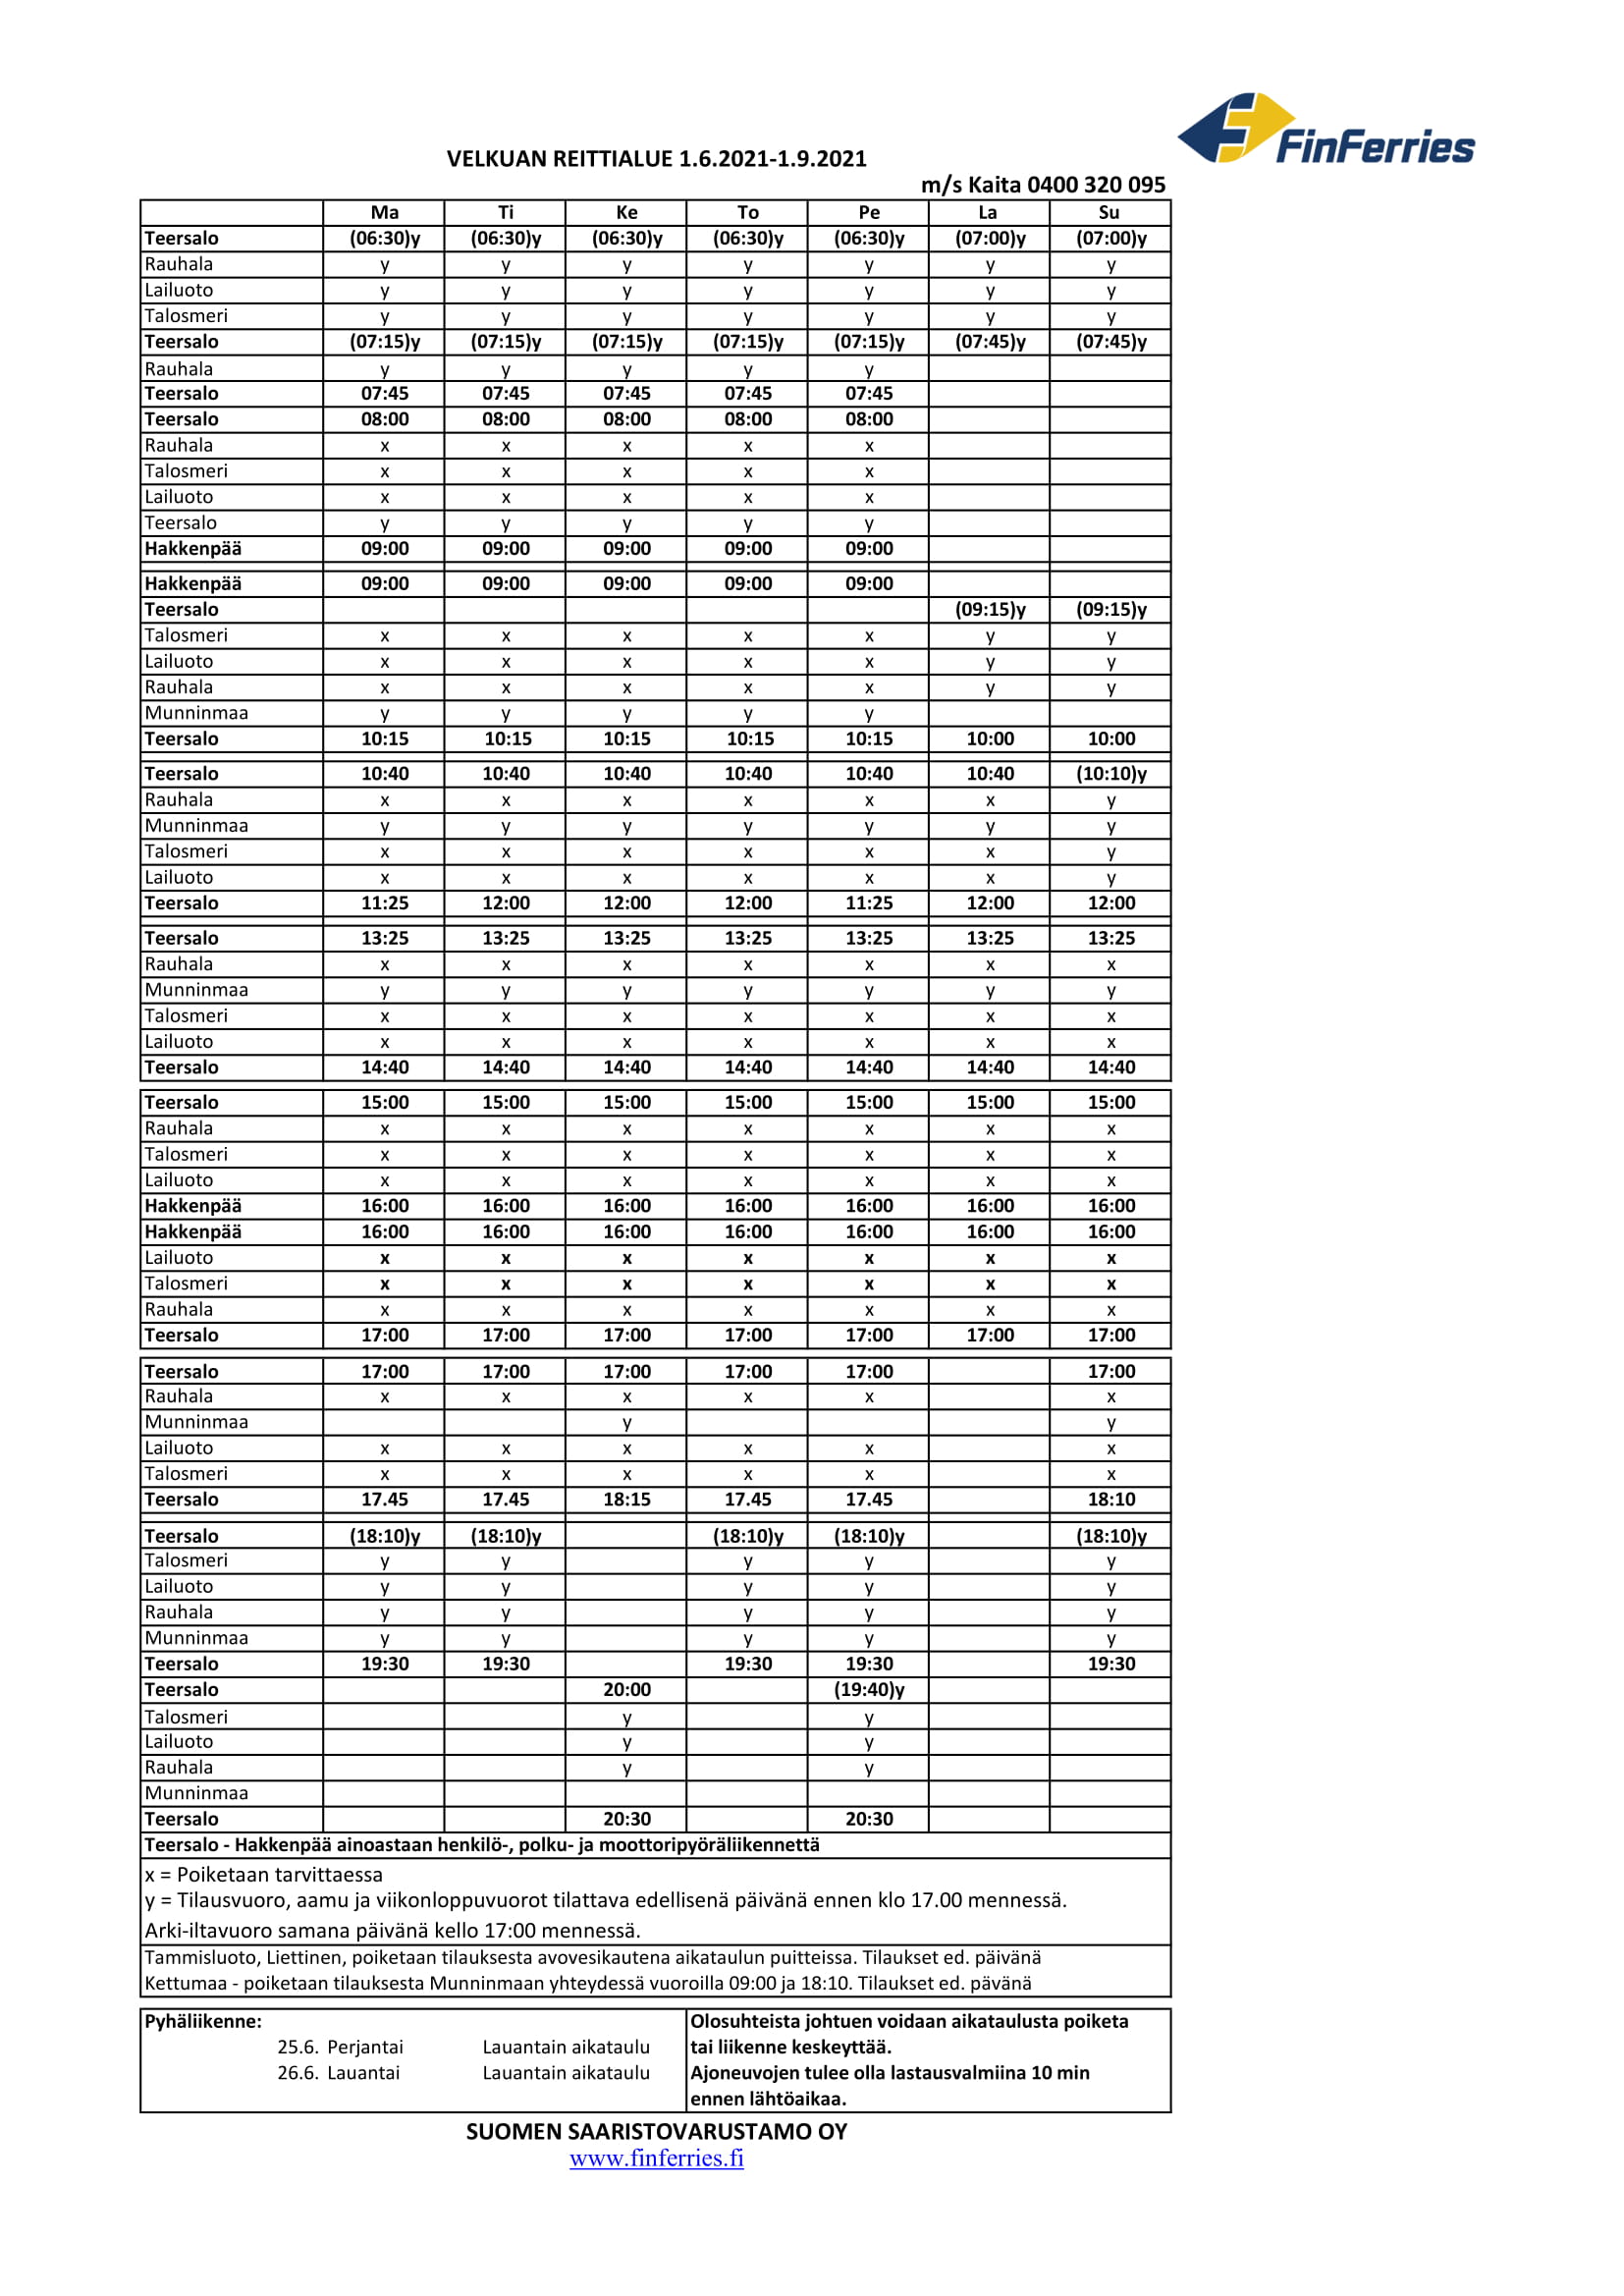 FinFerries
VELKUAN REITTIALUE 1.6.2021-1.9.2021
m/s Kaita 0400 320 095
Ma Ti Ke To Pe La Su
Teersalo (06:30)y (06:30)y (06:30)y (06:30)y (06:30)y (07:00)y (07:00)y
Rauhala y y y y y y y
Lailuoto y y y y y y y
Talosmeri y y y y y y y
Teersalo (07:15)y (07:15)y (07:15)y (07:15)y (07:15)y (07:45)y (07:45)y
Rauhala y y y y y
Teersalo 07:45 07:45 07:45 07:45 07:45
Teersalo 08:00 08:00 08:00 08:00 08:00
Rauhala x x x x x
Talosmeri x x x x x
Lailuoto x x x x x
Teersalo y y y y y
Hakkenpää 09:00 09:00 09:00 09:00 09:00
Hakkenpää 09:00 09:00 09:00 09:00 09:00
Teersalo (09:15)y (09:15)y
Talosmeri x x x x x y y
Lailuoto x x x x x y y
Rauhala x x x x x y y
Munninmaa y y y y y
Teersalo 10:15 10:15 10:15 10:15 10:15 10:00 10:00
Teersalo 10:40 10:40 10:40 10:40 10:40 10:40 (10:10)y
Rauhala x x x x x x y
Munninmaa y y y y y y y
Talosmeri x x x x x x y
Lailuoto x x x x x x y
Teersalo 11:25 12:00 12:00 12:00 11:25 12:00 12:00
Teersalo 13:25 13:25 13:25 13:25 13:25 13:25 13:25
Rauhala x x x x x x x
Munninmaa y y y y y y y
Talosmeri x x x x x x x
Lailuoto x x x x x x x
Teersalo 14:40 14:40 14:40 14:40 14:40 14:40 14:40
Teersalo 15:00 15:00 15:00 15:00 15:00 15:00 15:00
Rauhala x x x x x x x
Talosmeri x x x x x x x
Lailuoto x x x x x x x
Hakkenpää 16:00 16:00 16:00 16:00 16:00 16:00 16:00
Hakkenpää 16:00 16:00 16:00 16:00 16:00 16:00 16:00
Lailuoto x x x x x x x
Talosmeri x x x x x x x
Rauhala x x x x x x x
Teersalo 17:00 17:00 17:00 17:00 17:00 17:00 17:00
Teersalo 17:00 17:00 17:00 17:00 17:00 17:00
Rauhala x x x x x x
Munninmaa y y
Lailuoto x x x x x x
Talosmeri x x x x x x
Teersalo 17.45 17.45 18:15 17.45 17.45 18:10
Teersalo (18:10)y (18:10)y (18:10)y (18:10)y (18:10)y
Talosmeri y y y y y
Lailuoto y y y y y
Rauhala y y y y y
Munninmaa y y y y y
Teersalo 19:30 19:30 19:30 19:30 19:30
Teersalo 20:00 (19:40)y
Talosmeri y y
Lailuoto y y
Rauhala y y
Munninmaa
Teersalo 20:30 20:30
Teersalo - Hakkenpää ainoastaan henkilö-, polku- ja moottoripyöräliikennettä
x = Poiketaan tarvittaessa
y = Tilausvuoro, aamu ja viikonloppuvuorot tilattava edellisenä päivänä ennen klo 17.00 mennessä.
Arki-iltavuoro samana päivänä kello 17:00 mennessä.
Tammisluoto, Liettinen, poiketaan tilauksesta avovesikautena aikataulun puitteissa. Tilaukset ed. päivänä
Kettumaa - poiketaan tilauksesta Munninmaan yhteydessä vuoroilla 09:00 ja 18:10. Tilaukset ed. pävänä
Pyhäliikenne:
25.6. Perjantai Lauantain aikataulu
26.6. Lauantai Lauantain aikataulu
Olosuhteista johtuen voidaan aikataulusta poiketa
tai liikenne keskeyttää.
Ajoneuvojen tulee olla lastausvalmiina 10 min
ennen lähtöaikaa.
SUOMEN SAARISTOVARUSTAMO OY
www.finferries.fi